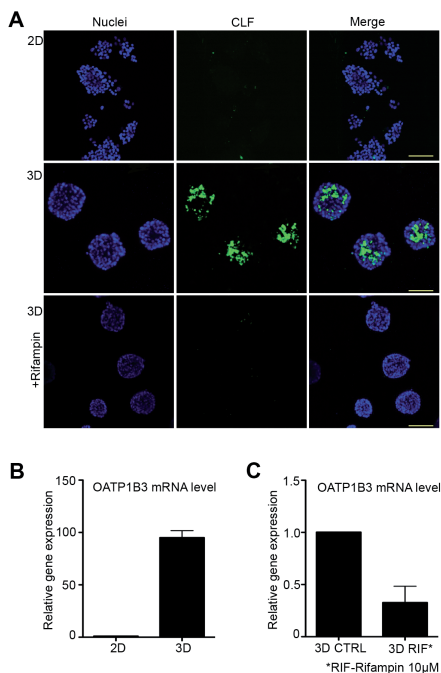 A
Nuclei CLF Merge
2D
3D
3D
+Rifampin
B
OATP1B3 mRNA level
Relative gene expression
150
100
50
0
2D 3D
C
OATP1B3 mRNA level
Relative gene expression
1.5
1.0
0.5
0.0
3D CTRL 3D RIF*
*RIF-Rifampin 10µM